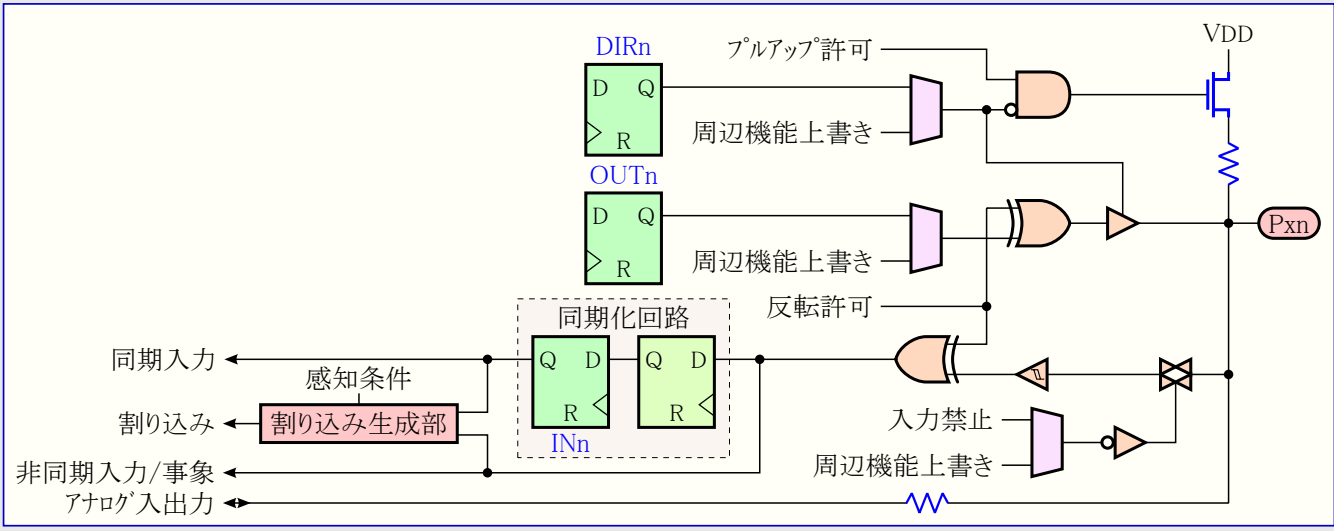 DIRn
プルアップ許可
VDD
D Q
R
周辺機能上書き
OUTn
D Q
R
周辺機能上書き
Pxn
反転許可
同期化回路
同期入力
Q D
R
Q D
R
感知条件
割り込み
割り込み生成部
INn
入力禁止
周辺機能上書き
非同期入力/事象
アナログ入出力